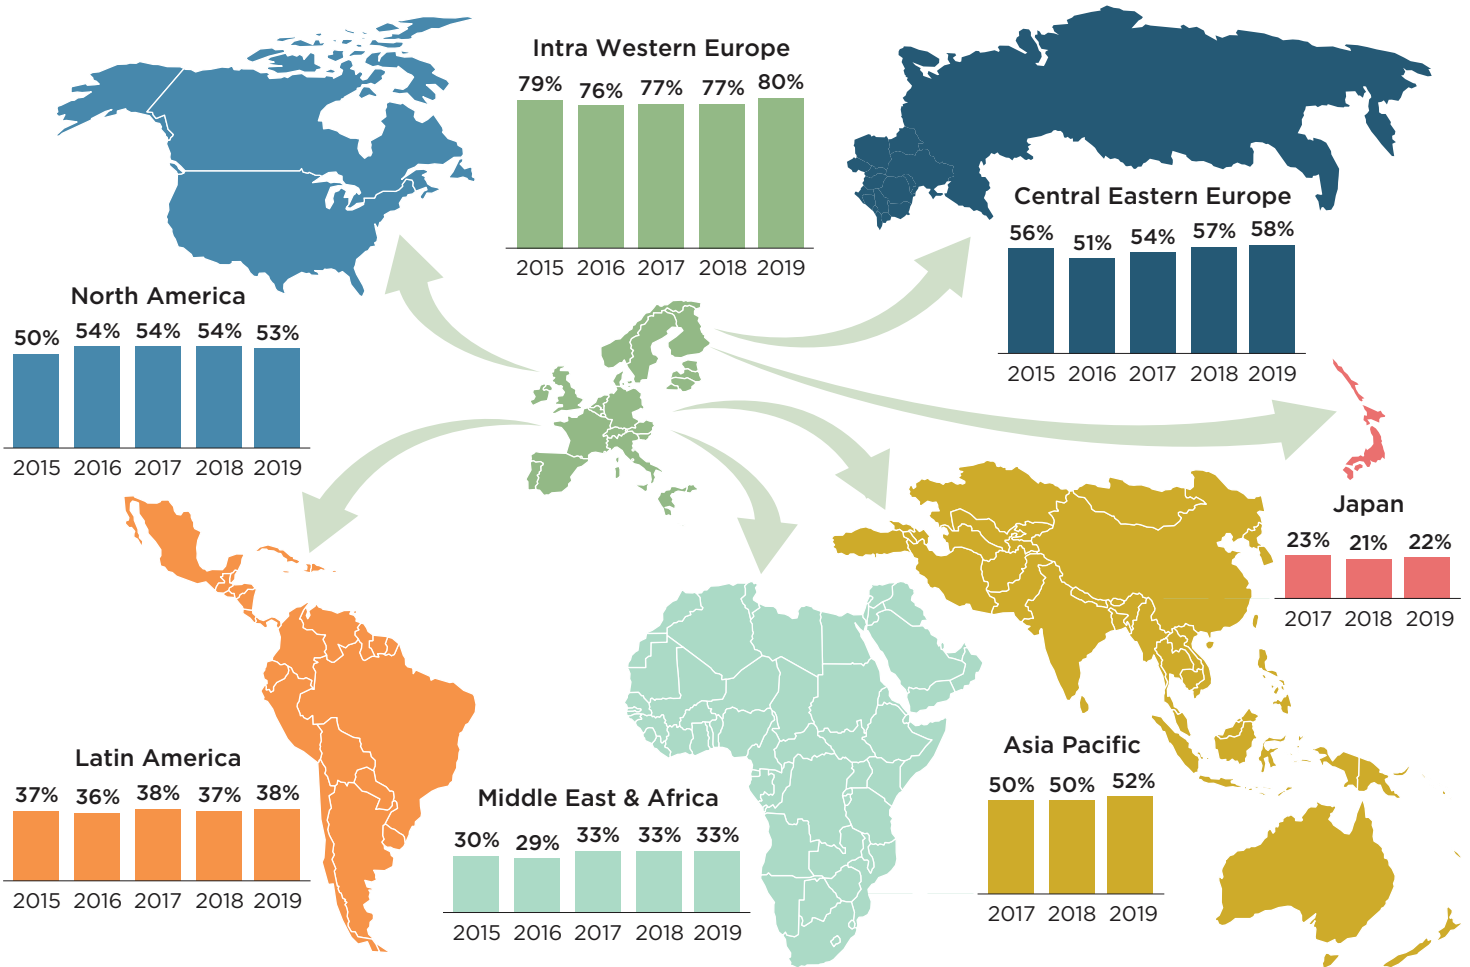 Intra Western Europe
79% 76% 77% 77% 80%
2015 2016 2017 2018 2019
Central Eastern Europe
56% 51% 54% 57% 58%
2015 2016 2017 2018 2019
North America
50% 54% 54% 54% 53%
2015 2016 2017 2018 2019
Japan
23% 21% 22%
2017 2018 2019
Latin America
37% 36% 38% 37% 38%
2015 2016 2017 2018 2019
Middle East & Africa
30% 29% 33% 33% 33%
2015 2016 2017 2018 2019
Asia Pacific
50% 50% 52%
2017 2018 2019